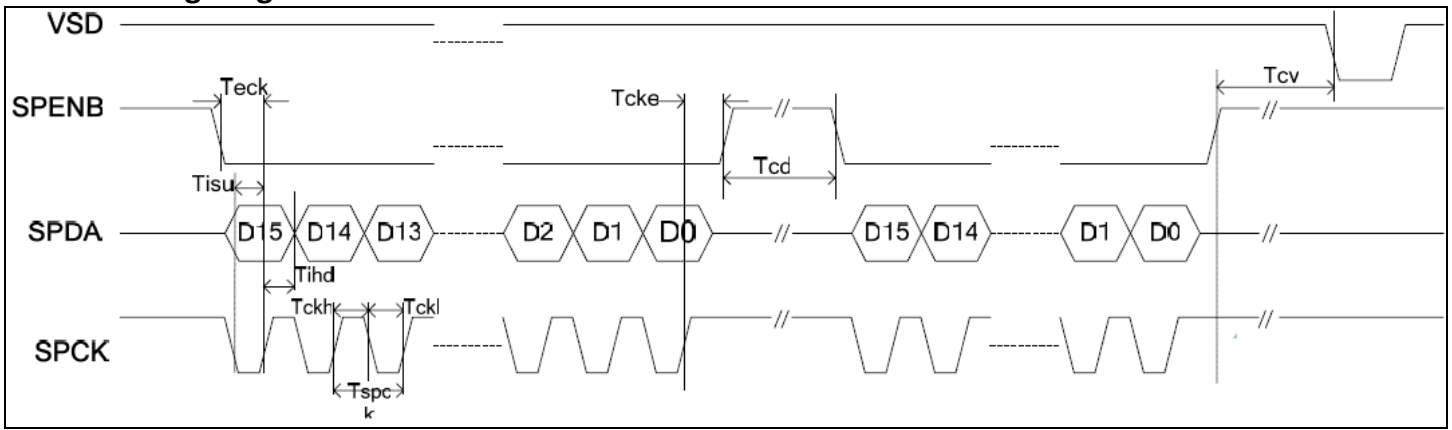 VSD
Tcv
Teck
Tcke
SPENB
Tcd
Tisu
SPDA
D15 D14 D13 D2 D1 D0 D15 D14 D1 D0
Tihd
Tckh Tckl
SPCK
Tspc
k